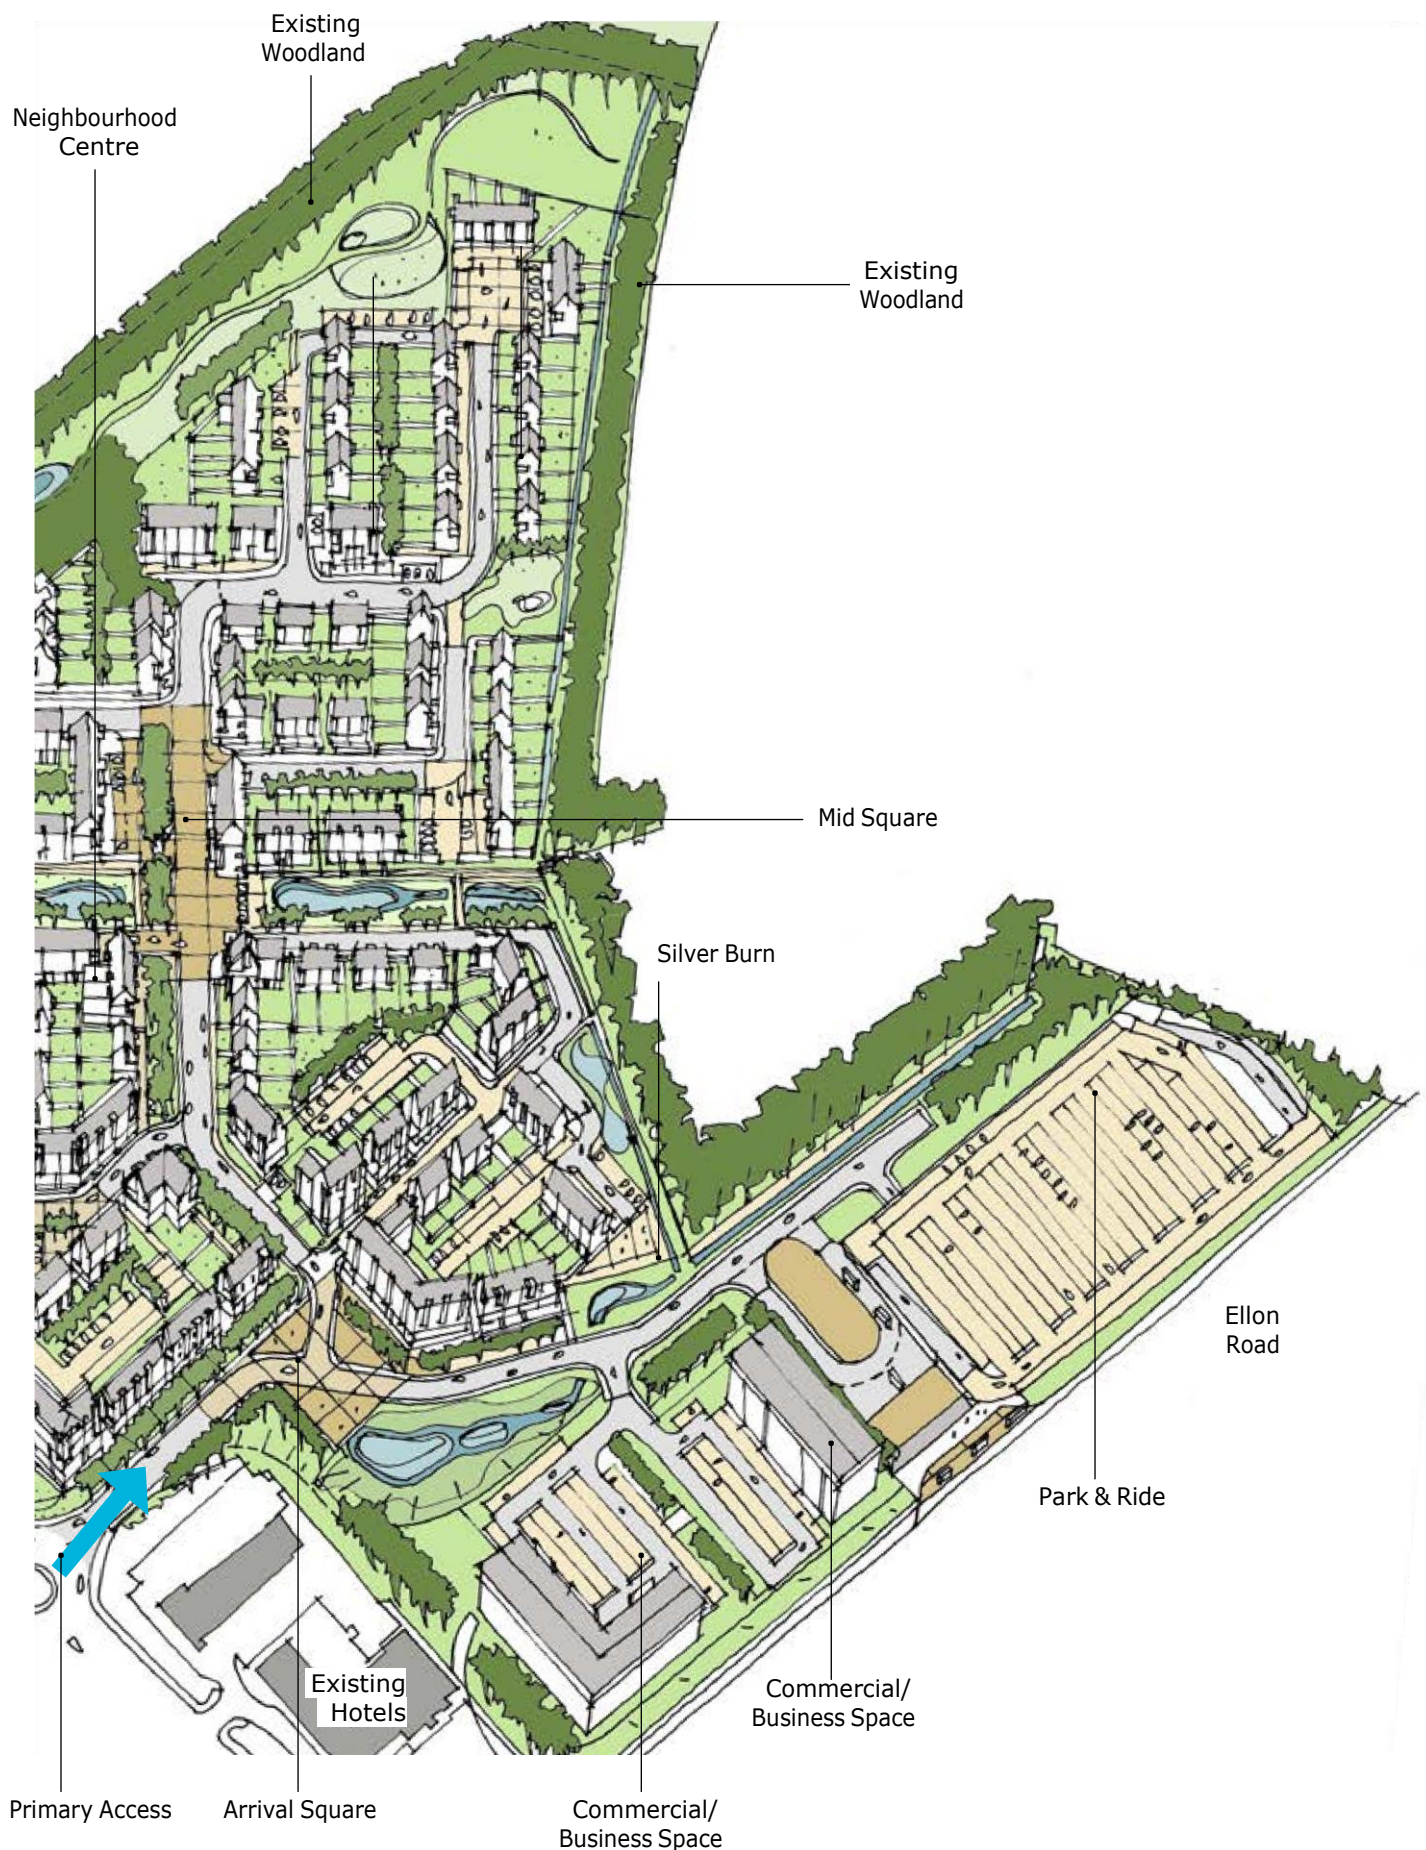 Existing
Woodland
Neighbourhood
Centre
Existing
Woodland
Mid Square
Silver Burn
Ellon
Road
Park & Ride
Existing
Hotels
Commercial/
Business Space
Primary Access
Arrival Square
Commercial/
Business Space